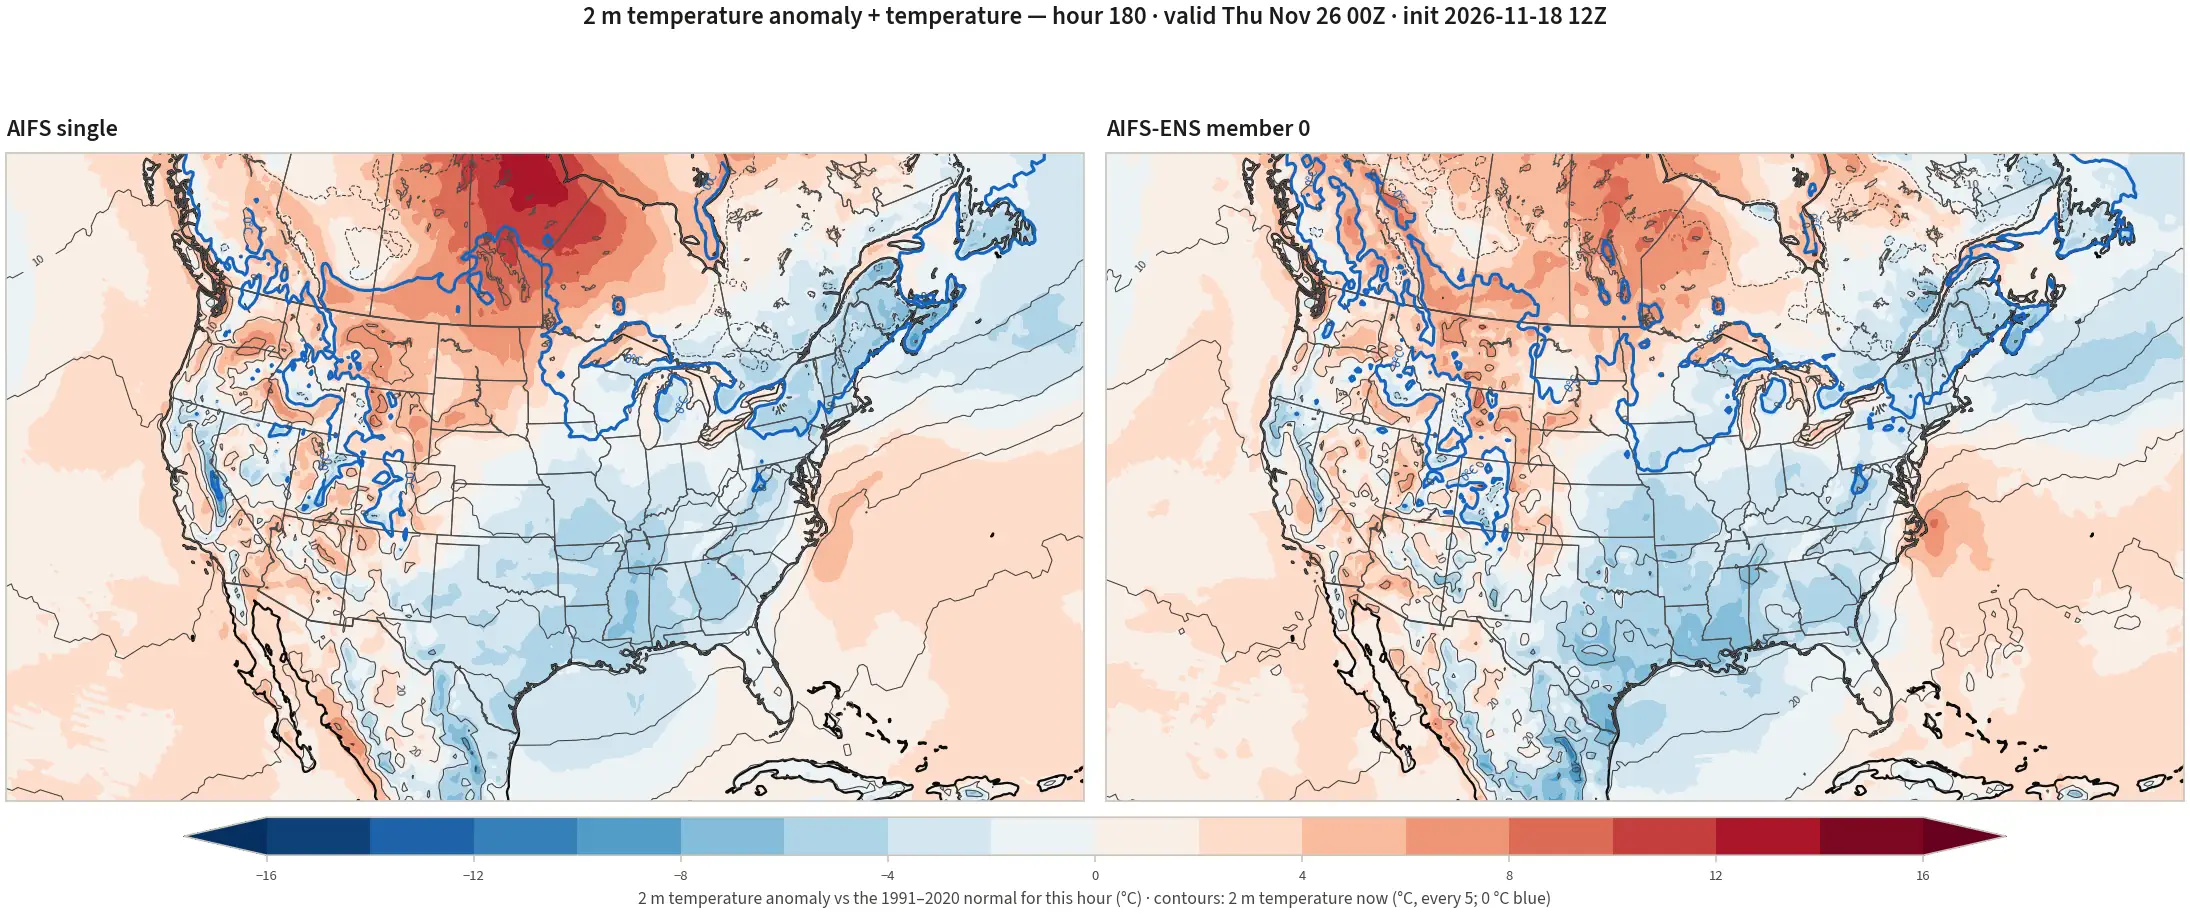 2 m temperature anomaly + temperature — hour 180 · valid Thu Nov 26 00Z · init 2026-11-18 12Z
AIFS single
AIFS-ENS member 0
10
20
20
10
20
20
−16 −12 −8 −4 0 4 8 12 16
2 m temperature anomaly vs the 1991–2020 normal for this hour (°C) · contours: 2 m temperature now (°C, every 5; 0 °C blue)